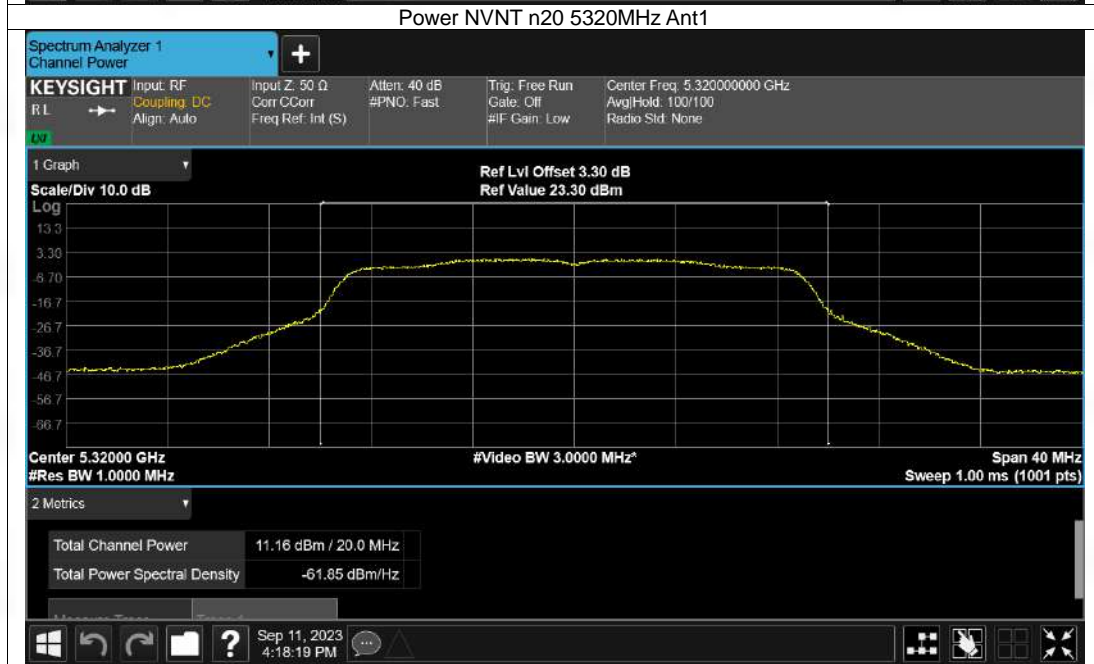 Power NVNT n20 5320MHz Ant1
Spectrum Analyzer 1
Channel Power
+
KEYSIGHT Input: RF Input Z: 50 Ω Atten: 40 dB Trig: Free Run Center Freq: 5.320000000 GHz
RL Coupling: DC Corr CCorr #PNO: Fast Gate: Off Avg|Hold: 100/100
Align: Auto Freq Ref: Int (S) #IF Gain: Low Radio Std: None
LXI
1 Graph
Ref Lvl Offset 3.30 dB
Scale/Div 10.0 dB Ref Value 23.30 dBm
Log
13.3
3.30
-6.70
-16.7
-26.7
-36.7
-46.7
-56.7
-66.7
Center 5.32000 GHz #Video BW 3.0000 MHz* Span 40 MHz
#Res BW 1.0000 MHz Sweep 1.00 ms (1001 pts)
2 Metrics
Total Channel Power 11.16 dBm / 20.0 MHz
Total Power Spectral Density -61.85 dBm/Hz
? Sep 11, 2023
4:18:19 PM